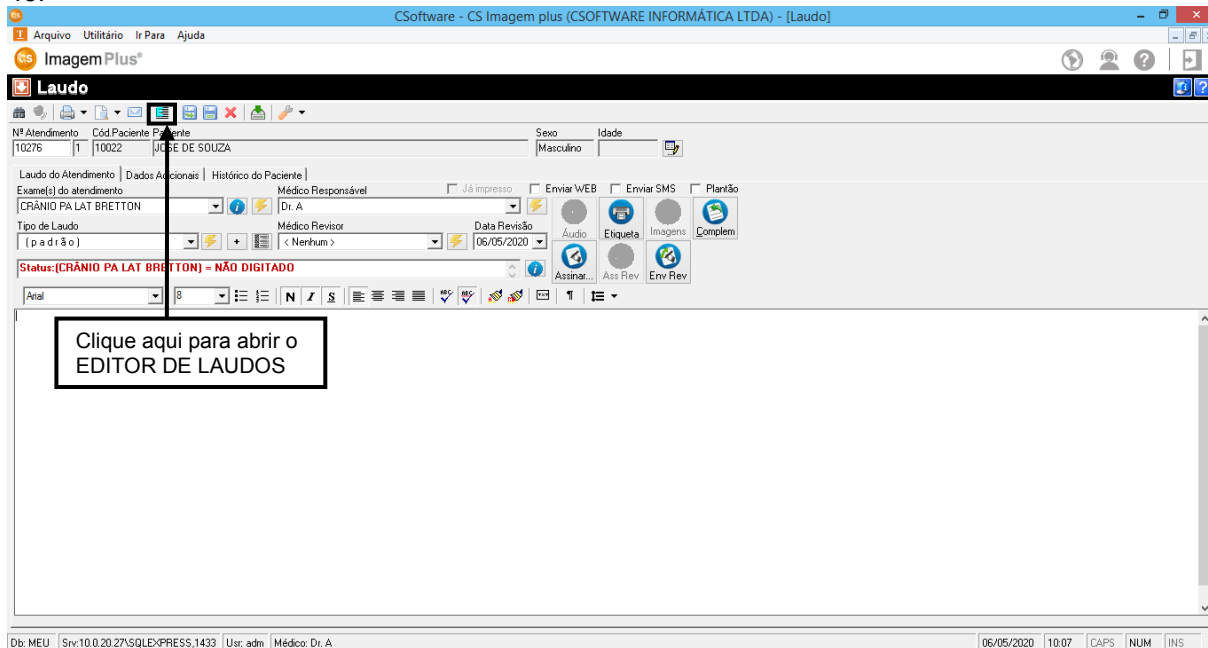 CSoftware - CS Imagem plus (CSOFTWARE INFORMÁTICA LTDA) - [Laudo]
Arquivo Utilitário Ir Para Ajuda
cs Imagem Plus®
Laudo
Nª Atendimento Cód.Paciente Paciente Sexo Idade
10276 1 10022 JOSE DE SOUZA Masculino
Laudo do Atendimento Dados Adicionais Histórico do Paciente
Exame(s) do atendimento Médico Responsável Já impresso Enviar WEB Enviar SMS Plantão
CRÂNIO PA LAT BRETTON Dr. A
Tipo de Laudo Médico Revisor Data Revisão Áudio Etiqueta Imagens Complem
(padrão) + < Nenhum > 06/05/2020
Status:(CRÂNIO PA LAT BRETTON) = NÃO DIGITADO
Assinar... Ass Rev Env Rev
Arial 8 N I S
Clique aqui para abrir o
EDITOR DE LAUDOS
Db: MEU Srv:10.0.20.27\SQLEXPRESS,1433 Usr: adm Médico: Dr. A 06/05/2020 10:07 CAPS NUM INS